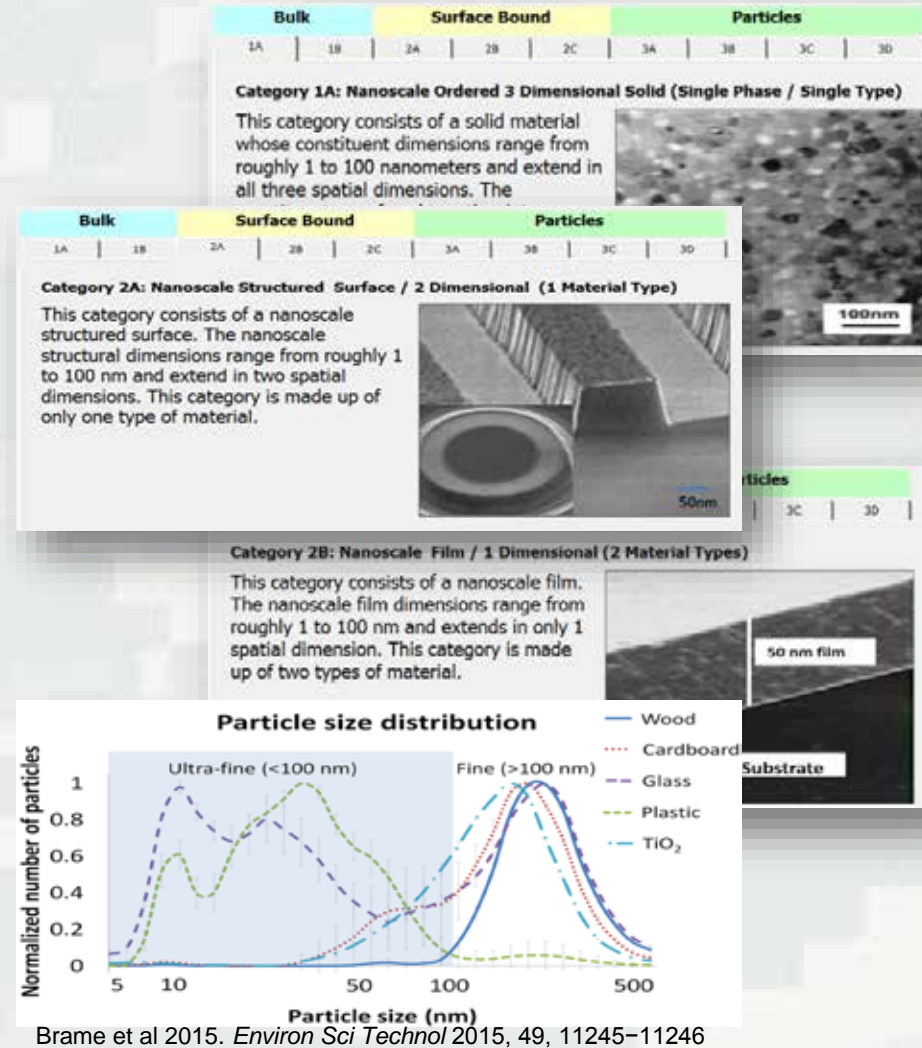 Bulk Surface Bound Particles
1A 1B 2A 2B 2C 3A 3B 3C 3D
Category 1A: Nanoscale Ordered 3 Dimensional Solid (Single Phase / Single Type)
This category consists of a solid material
whose constituent dimensions range from
roughly 1 to 100 nanometers and extend in
all three spatial dimensions. The
100nm
Bulk Surface Bound Particles
1A 1B 2A 2B 2C 3A 3B 3C 3D
Category 2A: Nanoscale Structured Surface / 2 Dimensional (1 Material Type)
This category consists of a nanoscale
structured surface. The nanoscale
structural dimensions range from roughly 1
to 100 nm and extend in two spatial
dimensions. This category is made up of
only one type of material.
50nm
rticles
3C 3D
Category 2B: Nanoscale Film / 1 Dimensional (2 Material Types)
This category consists of a nanoscale film.
The nanoscale film dimensions range from
roughly 1 to 100 nm and extends in only 1
spatial dimension. This category is made
up of two types of material.
50 nm film
Substrate
Particle size distribution
Ultra-fine (<100 nm) Fine (>100 nm)
Wood
Cardboard
Glass
Plastic
TiO₂
Normalized number of particles
1
0.8
0.6
0.4
0.2
0
5 10 50 100 500
Particle size (nm)
Brame et al 2015. Environ Sci Technol 2015, 49, 11245−11246